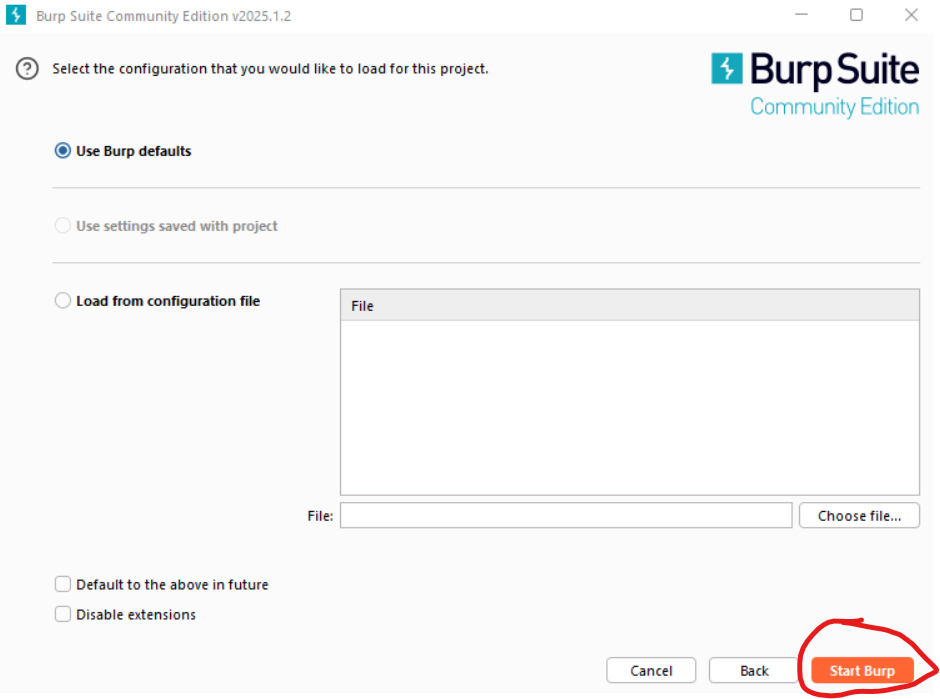 Burp Suite Community Edition v2025.1.2
Select the configuration that you would like to load for this project.
Burp Suite
Community Edition
Use Burp defaults
Use settings saved with project
Load from configuration file
File
File:
Choose file...
Default to the above in future
Disable extensions
Cancel
Back
Start Burp